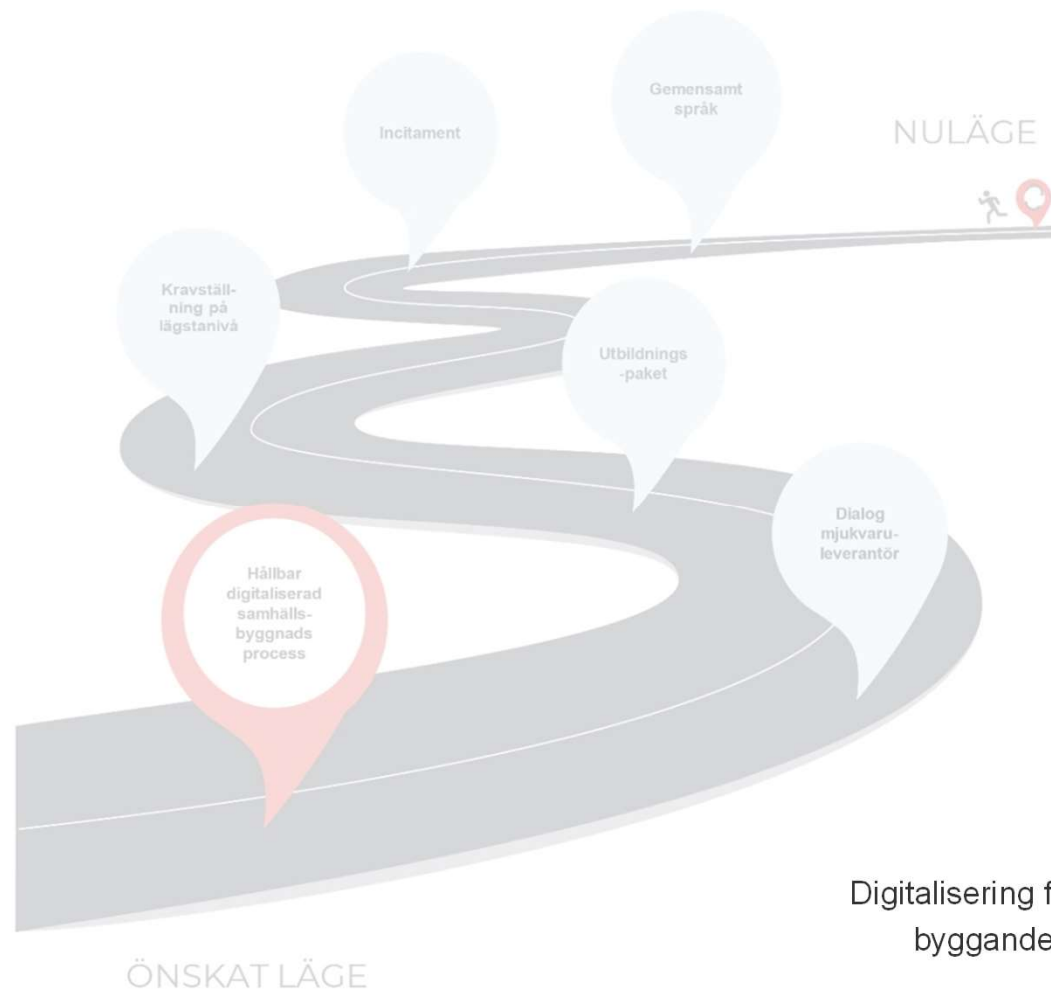 Gemensamt
språk
Incitament
NULÄGE
Kravställ-
ning på
lägstanivå
Utbildnings
-paket
Dialog
mjukvaru-
leverantör
Hållbar
digitaliserad
samhälls-
byggnads
process
Digitalisering f
byggande
ÖNSKAT LÄGE